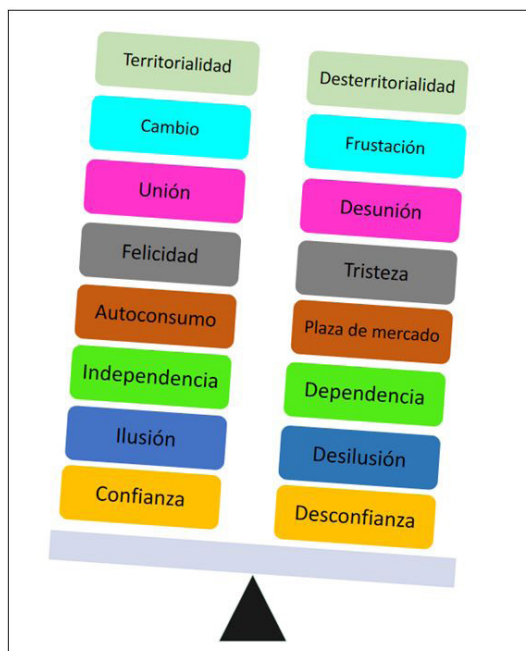 Territorialidad
Desterritorialidad
Cambio
Frustación
Unión
Desunión
Felicidad
Tristeza
Autoconsumo
Plaza de mercado
Independencia
Dependencia
Ilusión
Desilusión
Confianza
Desconfianza